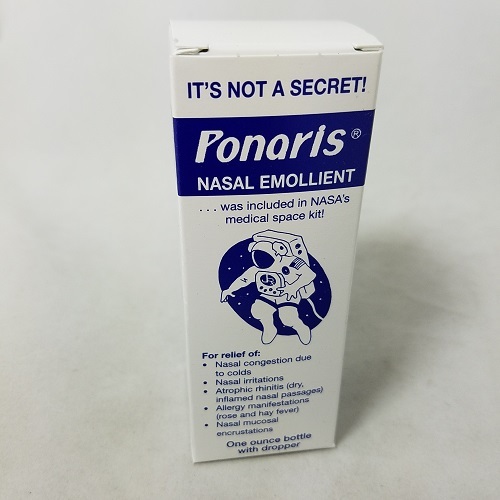 IT'S NOT A SECRET!
Ponaris®
NASAL EMOLLIENT
. . . was included in NASA's
medical space kit!
For relief of:
• Nasal congestion due
to colds
• Nasal irritations
• Atrophic rhinitis (dry,
inflamed nasal passages)
• Allergy manifestations
(rose and hay fever)
• Nasal mucosal
encrustations
One ounce bottle
with dropper